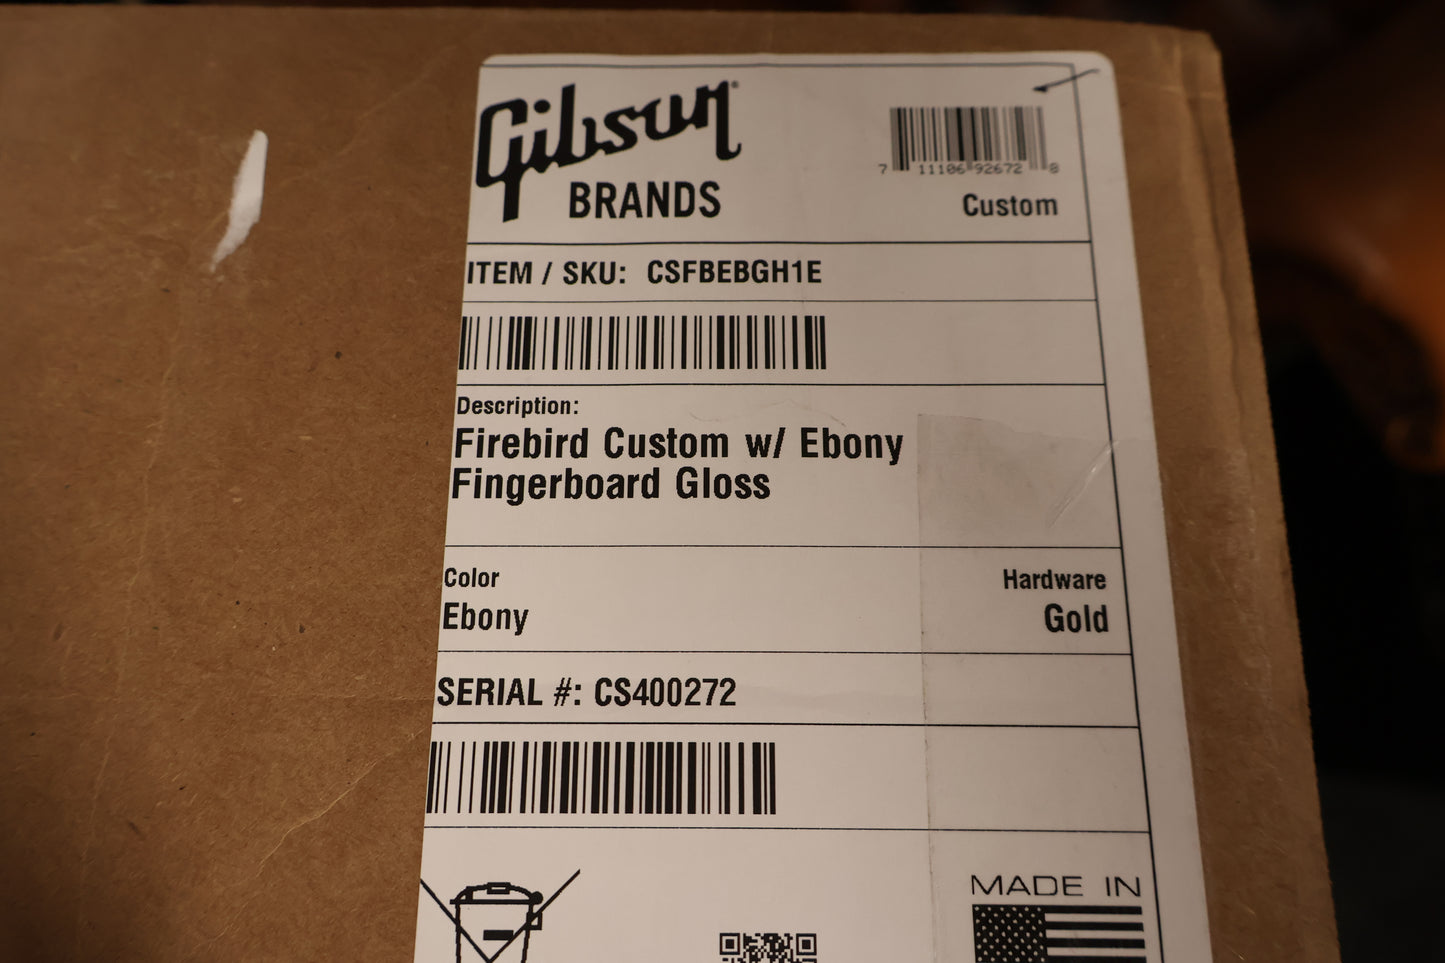 Gibson®
BRANDS
7 11106 92672 8
Custom
ITEM / SKU: CSFBEBGH1E
Description:
Firebird Custom w/ Ebony
Fingerboard Gloss
Color
Hardware
Ebony
Gold
SERIAL #: CS400272
MADE IN